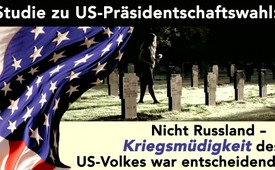 Studie zu US-Präsidentschaftswahl:
Nicht Russland –
Kriegsmüdigkeit des
US-Volkes war entscheidend